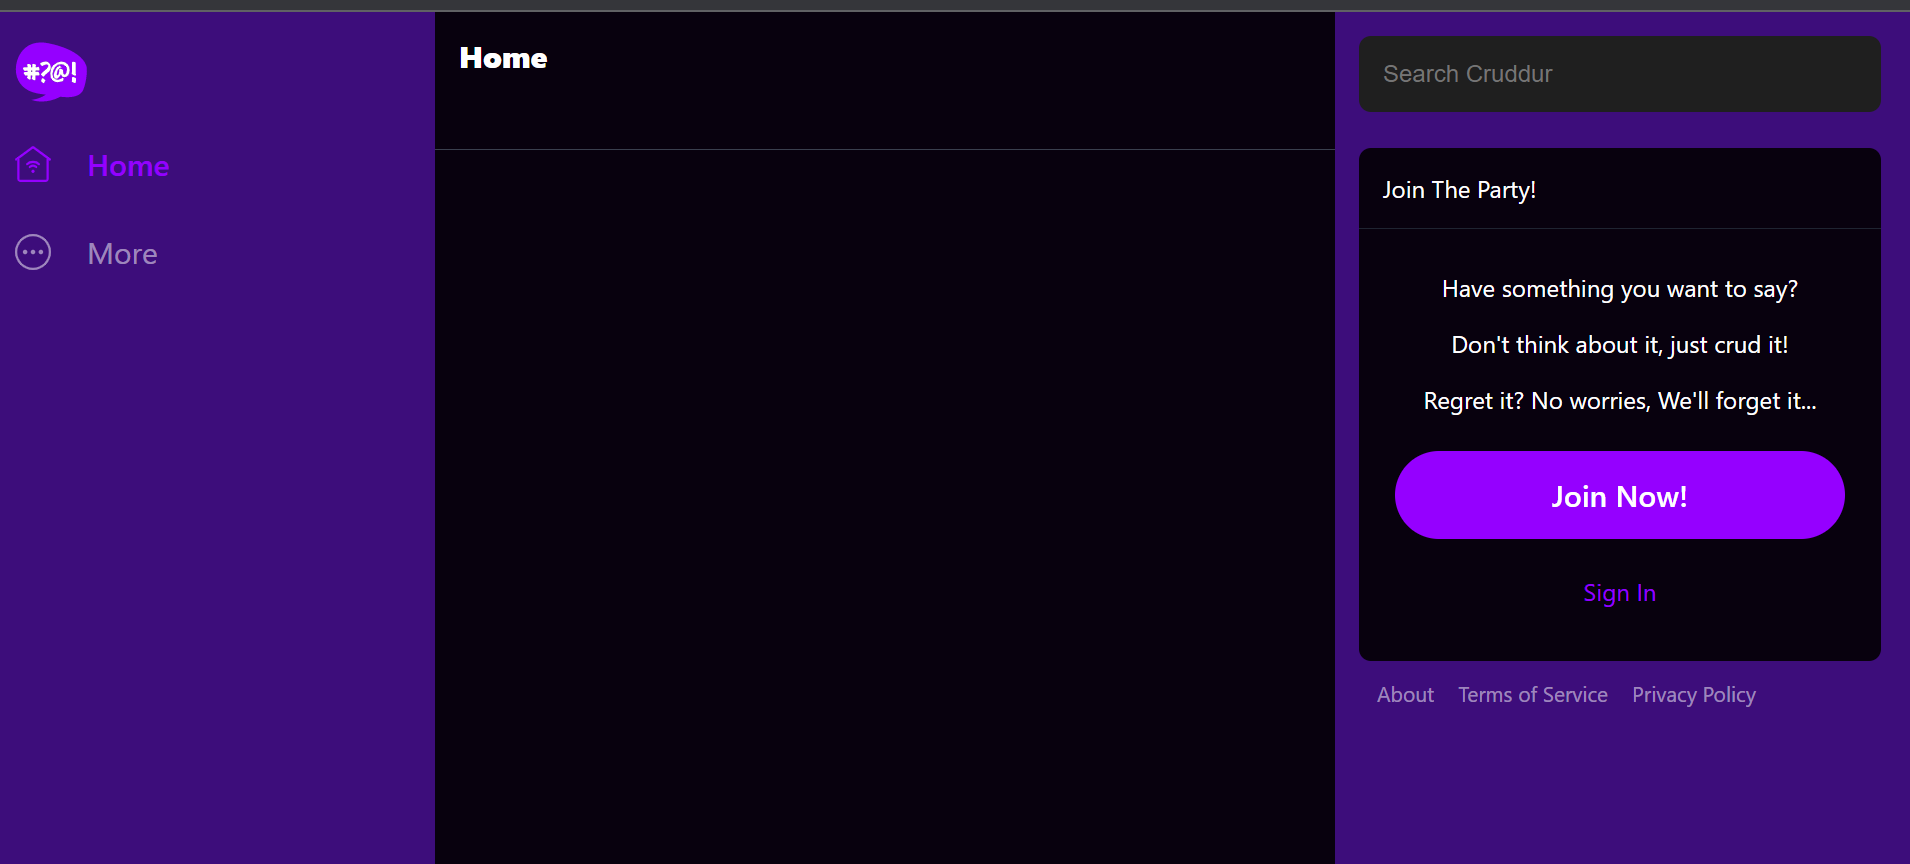 #?@!
Home
More
Home
Search Cruddur
Join The Party!
Have something you want to say?
Don't think about it, just crud it!
Regret it? No worries, We'll forget it...
Join Now!
Sign In
About Terms of Service Privacy Policy